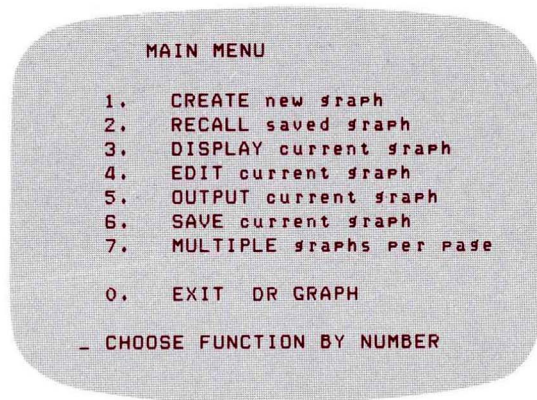 MAIN MENU
1. CREATE new graph
2. RECALL saved graph
3. DISPLAY current graph
4. EDIT current graph
5. OUTPUT current graph
6. SAVE current graph
7. MULTIPLE graphs per page
0. EXIT DR GRAPH
_ CHOOSE FUNCTION BY NUMBER